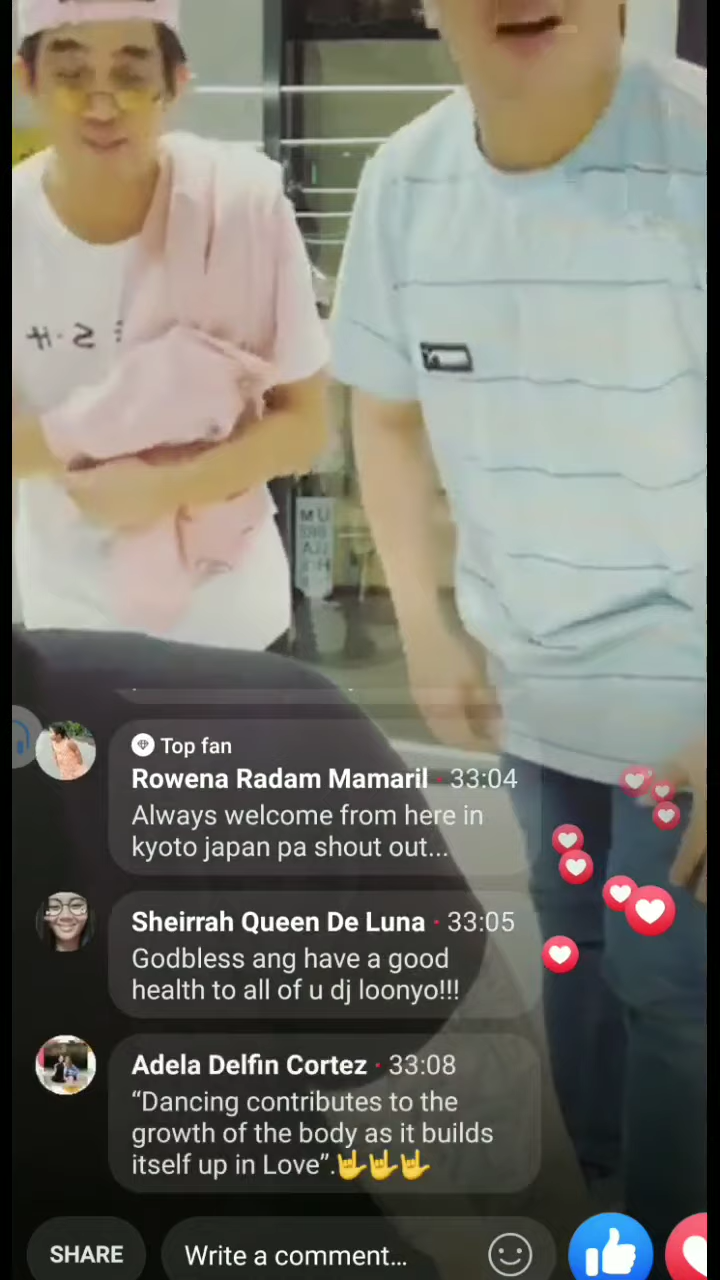 Top fan
Rowena Radam Mamaril · 33:04
Always welcome from here in
kyoto japan pa shout out...
Sheirrah Queen De Luna · 33:05
Godbless ang have a good
health to all of u dj loonyo!!!
Adela Delfin Cortez · 33:08
“Dancing contributes to the
growth of the body as it builds
itself up in Love”.🤟🤟🤟
SHARE
Write a comment...